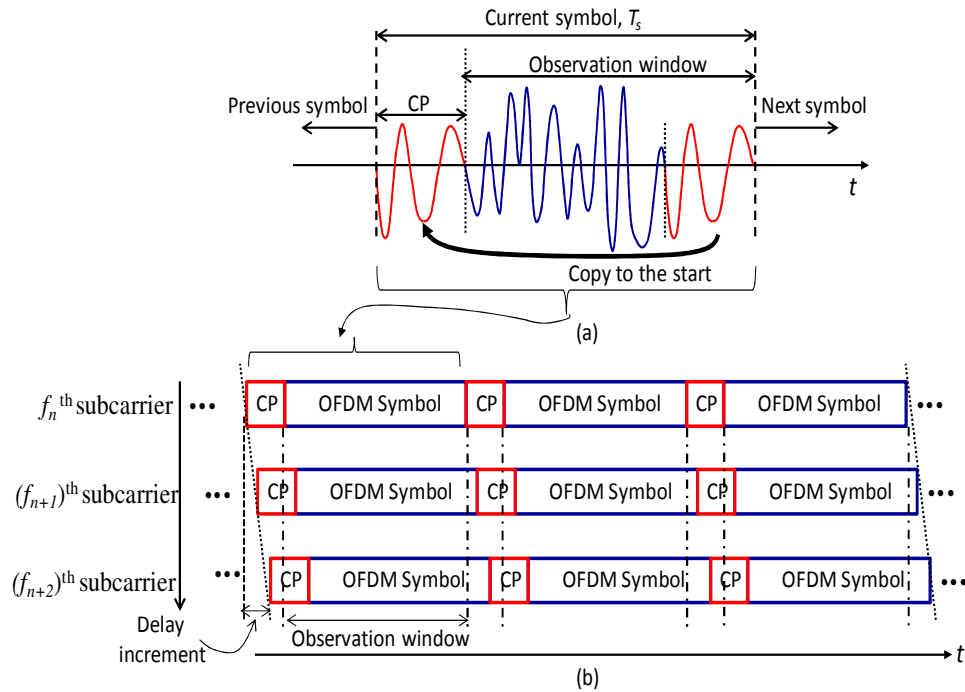 Current symbol, Ts
Observation window
Previous symbol
CP
Next symbol
t
Copy to the start
(a)
fn th subcarrier ••• CP OFDM Symbol CP OFDM Symbol CP OFDM Symbol •••
(fn+1)th subcarrier ••• CP OFDM Symbol CP OFDM Symbol CP OFDM Symbol •••
(fn+2)th subcarrier ••• CP OFDM Symbol CP OFDM Symbol CP OFDM Symbol •••
Delay
increment
Observation window
t
(b)